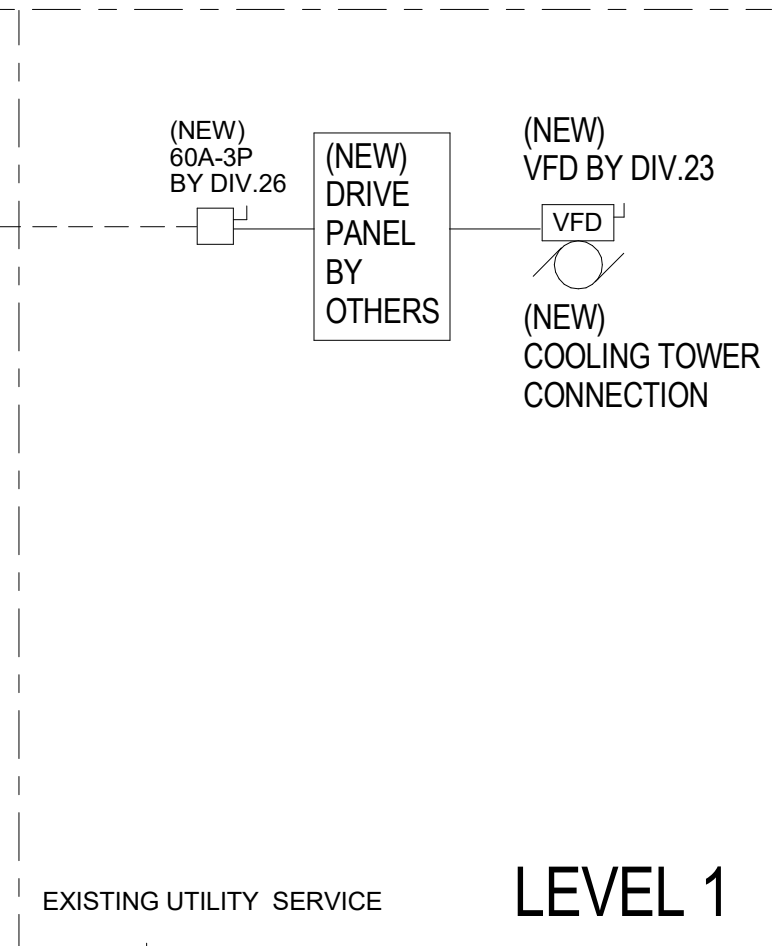 (NEW)
60A-3P
BY DIV.26
(NEW)
DRIVE
PANEL
BY
OTHERS
(NEW)
VFD BY DIV.23
VFD
(NEW)
COOLING TOWER
CONNECTION
EXISTING UTILITY SERVICE
LEVEL 1